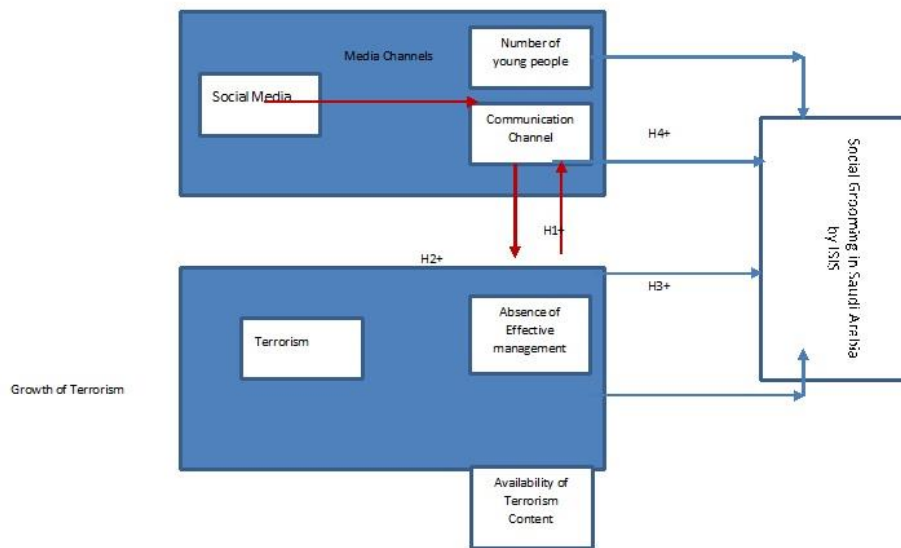 Media Channels
Number of
young people
Social Media
Communication
Channel
H4+
H1+
H2+
H3+
Social Grooming in Saudi Arabia
by ISIS
Terrorism
Absence of
Effective
management
Growth of Terrorism
Availability of
Terrorism
Content